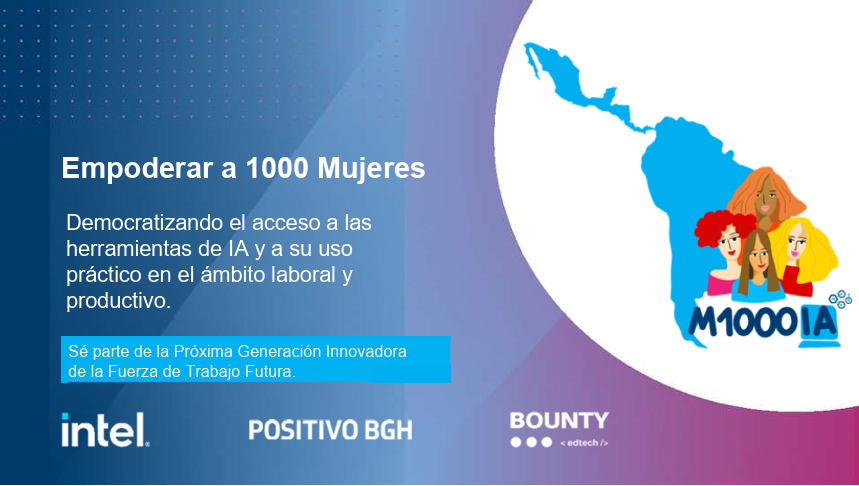 Empoderar a 1000 Mujeres
Democratizando el acceso a las
herramientas de IA y a su uso
práctico en el ámbito laboral y
productivo.
Sé parte de la Próxima Generación Innovadora
de la Fuerza de Trabajo Futura.
M1000IA
intel.
POSITIVO BGH
BOUNTY
< edtech />